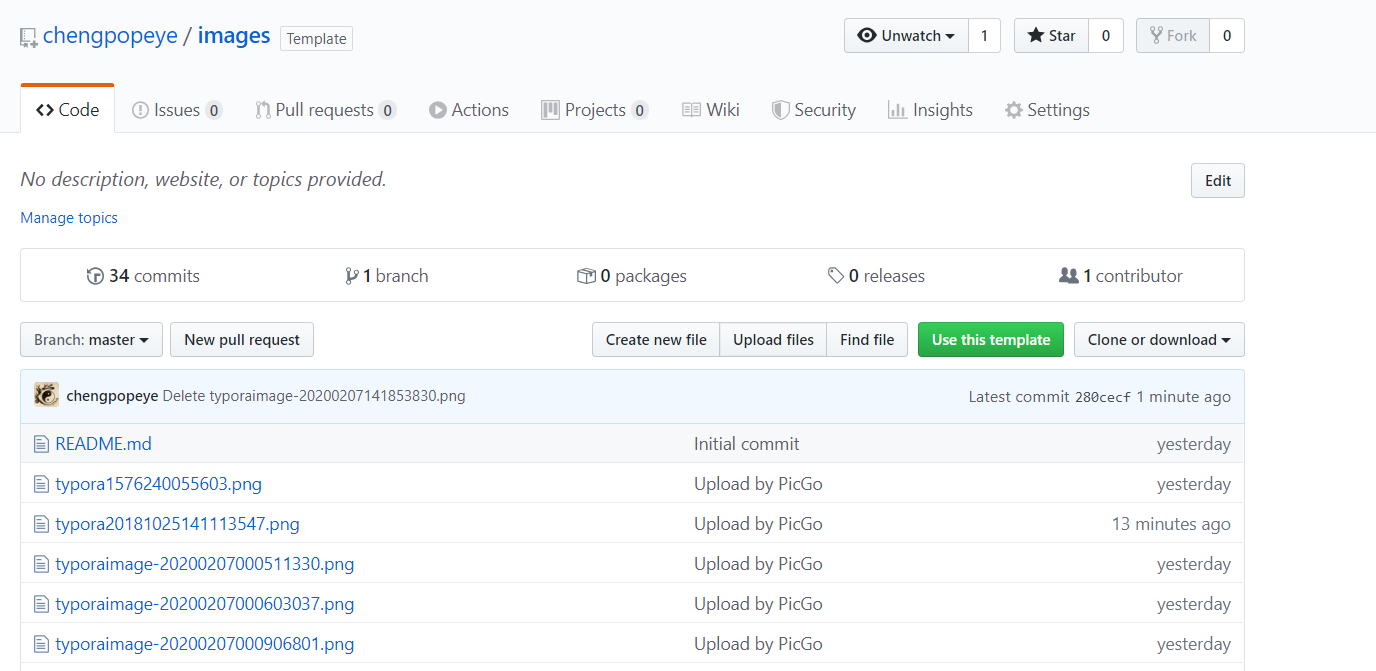 chengpopeye / images Template Unwatch 1 Star 0 Fork 0
Code Issues 0 Pull requests 0 Actions Projects 0 Wiki Security Insights Settings
No description, website, or topics provided. Edit
Manage topics
34 commits 1 branch 0 packages 0 releases 1 contributor
Branch: master New pull request Create new file Upload files Find file Use this template Clone or download
chengpopeye Delete typoraimage-20200207141853830.png Latest commit 280cecf 1 minute ago
README.md Initial commit yesterday
typora1576240055603.png Upload by PicGo yesterday
typora20181025141113547.png Upload by PicGo 13 minutes ago
typoraimage-20200207000511330.png Upload by PicGo yesterday
typoraimage-20200207000603037.png Upload by PicGo yesterday
typoraimage-20200207000906801.png Upload by PicGo yesterday